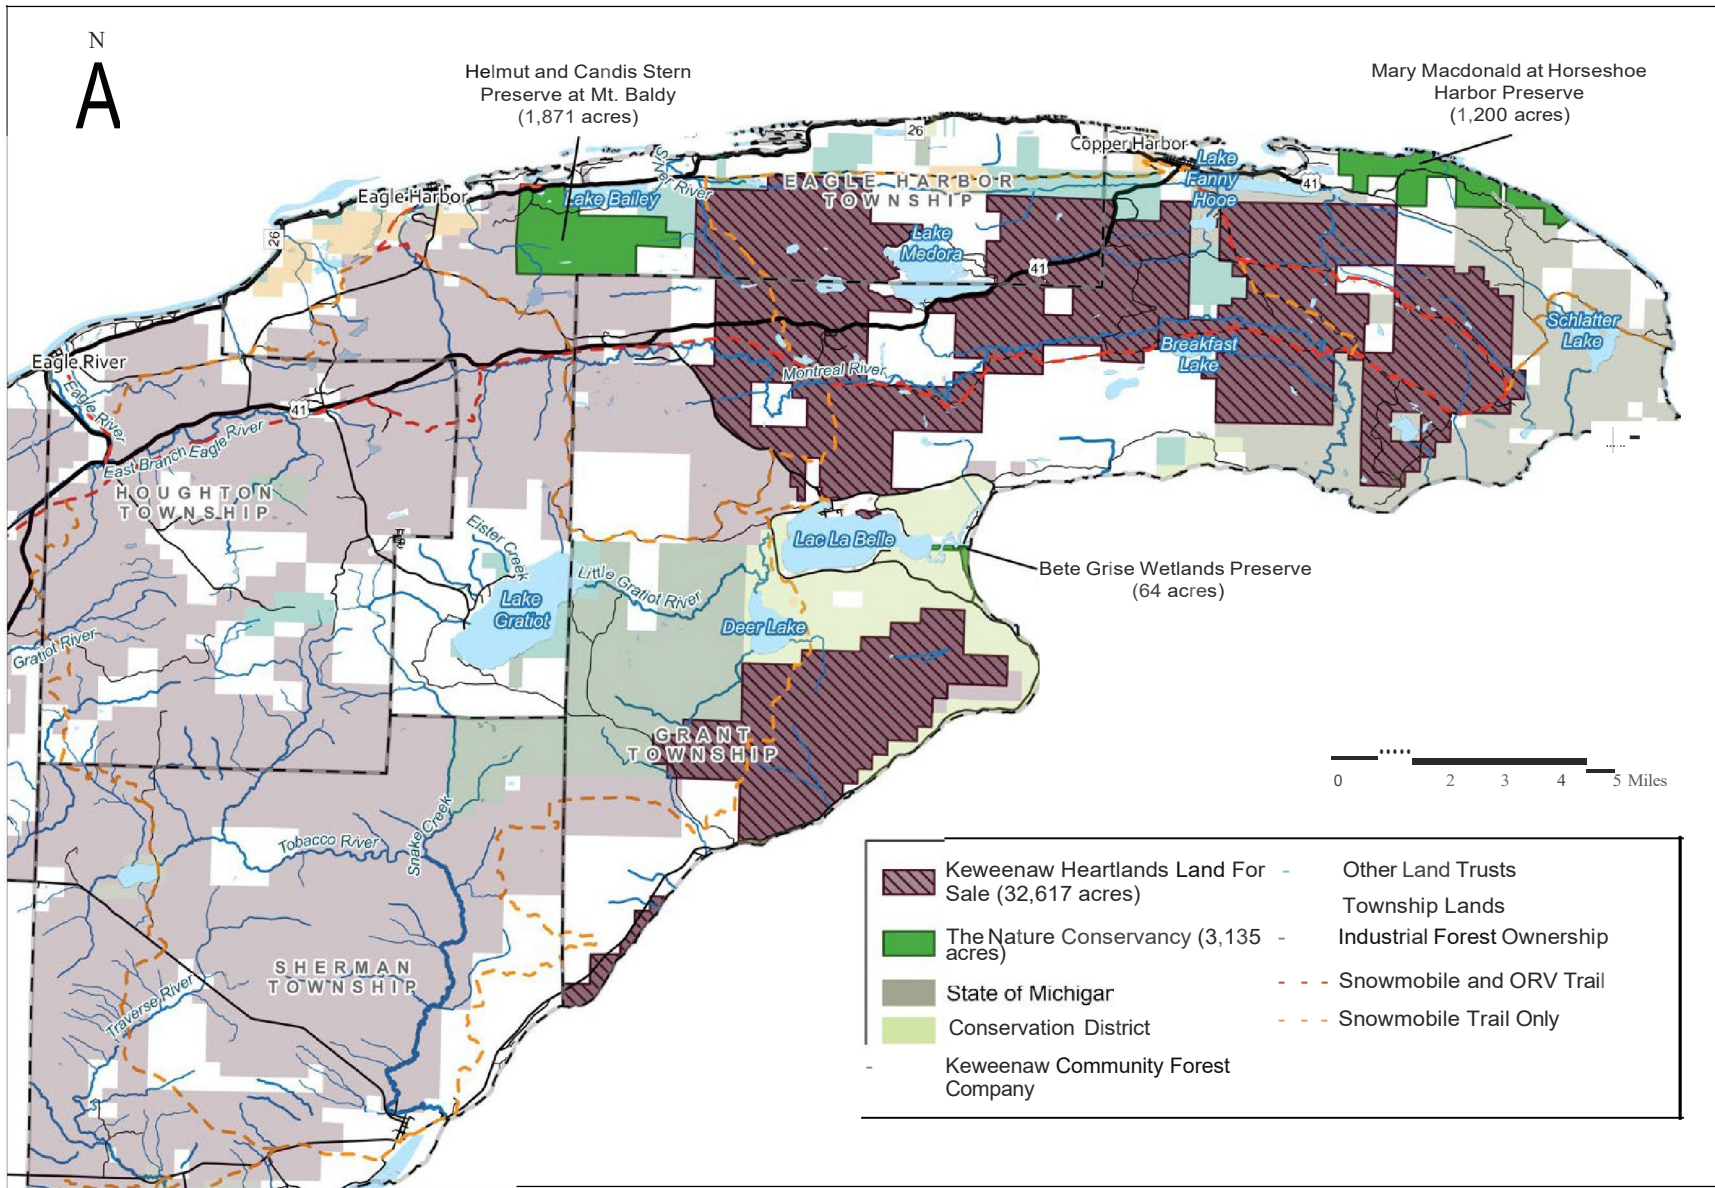 N
A
Helmut and Candis Stern
Preserve at Mt. Baldy
(1,871 acres)
Mary Macdonald at Horseshoe
Harbor Preserve
(1,200 acres)
26
Copper Harbor
Lake
Fanny
Hooe
41
EAGLE HARBOR
TOWNSHIP
Eagle Harbor
Lake Bailey
River
26
Lake
Medora
41
Schlatter
Lake
Eagle River
Breakfast
Lake
Montreal River
Eagle River
41
East Branch Eagle River
HOUGHTON
TOWNSHIP
Eister Creek
Lac La Belle
Bete Grise Wetlands Preserve
(64 acres)
Little Gratiot River
Lake
Gratiot
Deer Lake
Gratiot River
GRANT
TOWNSHIP
0 2 3 4 5 Miles
Snake Creek
Tobacco River
SHERMAN
TOWNSHIP
Traverse River
Keweenaw Heartlands Land For
Sale (32,617 acres)
The Nature Conservancy (3,135
acres)
State of Michigan
Conservation District
Keweenaw Community Forest
Company
Other Land Trusts
Township Lands
Industrial Forest Ownership
Snowmobile and ORV Trail
Snowmobile Trail Only